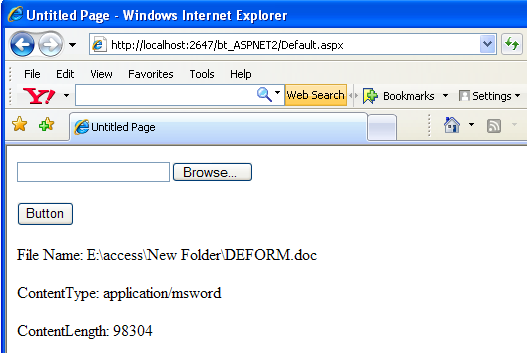 Untitled Page - Windows Internet Explorer
http://localhost:2647/bt_ASPNET2/Default.aspx
File Edit View Favorites Tools Help
Y! Web Search Bookmarks Settings
Untitled Page
Browse...
Button
File Name: E:\access\New Folder\DEFORM.doc
ContentType: application/msword
ContentLength: 98304